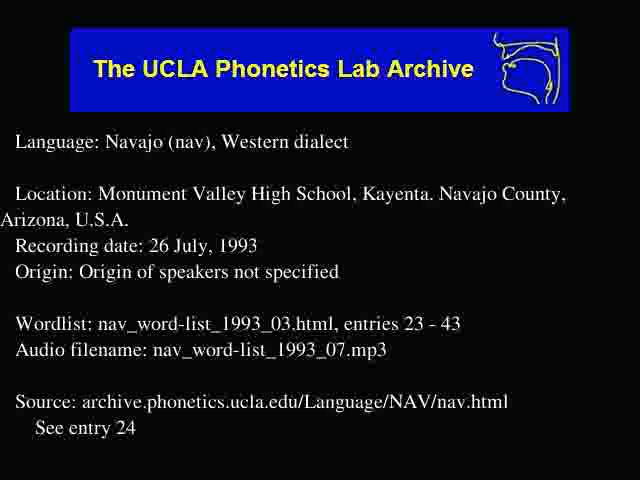 The UCLA Phonetics Lab Archive
Language: Navajo (nav), Western dialect
Location: Monument Valley High School, Kayenta. Navajo County,
Arizona, U.S.A.
Recording date: 26 July, 1993
Origin: Origin of speakers not specified
Wordlist: nav_word-list_1993_03.html, entries 23 - 43
Audio filename: nav_word-list_1993_07.mp3
Source: archive.phonetics.ucla.edu/Language/NAV/nav.html
See entry 24